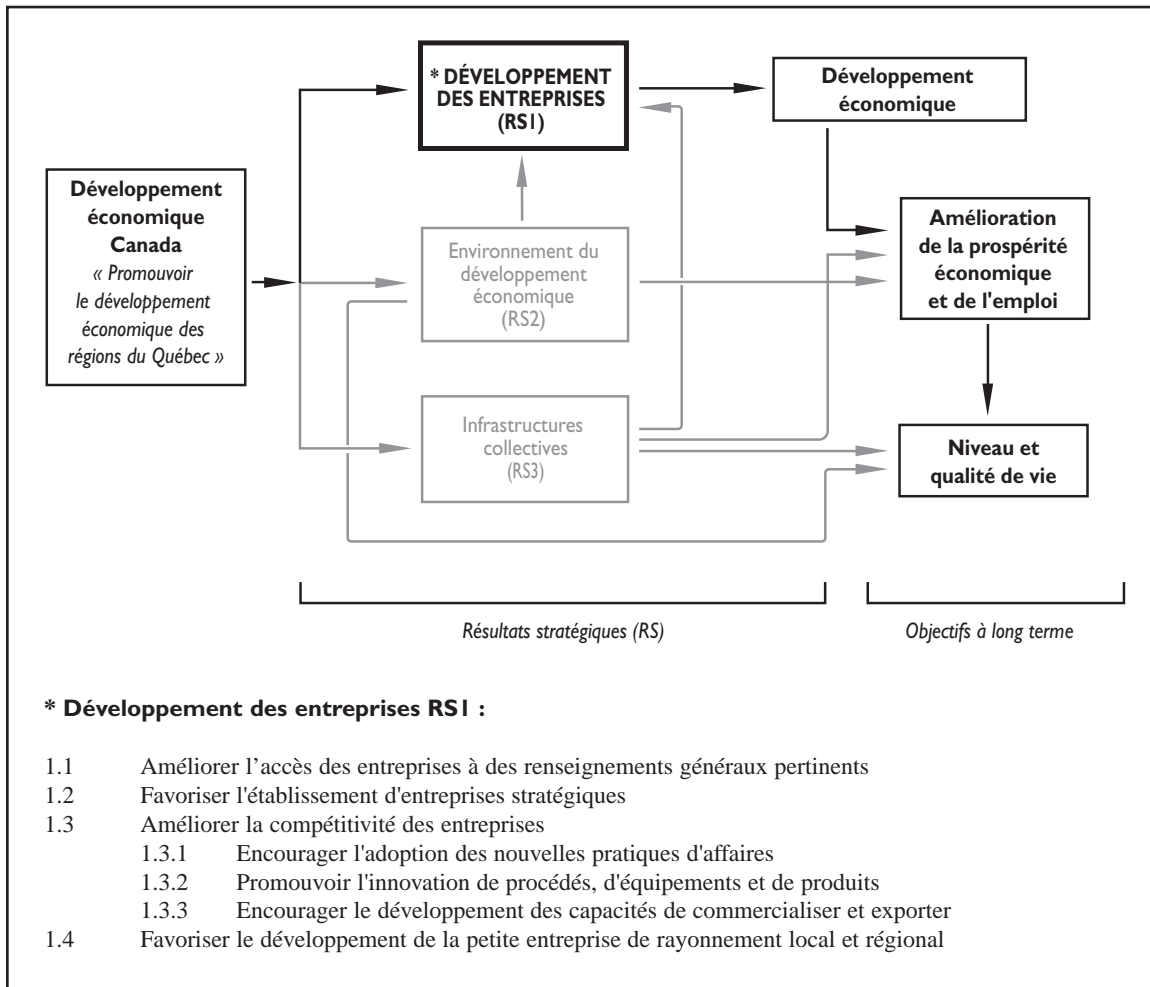 * DÉVELOPPEMENT
DES ENTREPRISES
(RS1)
Développement
économique
Développement
économique
Canada
« Promouvoir
le développement
économique des
régions du Québec »
Environnement du
développement
économique
(RS2)
Amélioration
de la prospérité
économique
et de l'emploi
Infrastructures
collectives
(RS3)
Niveau et
qualité de vie
Résultats stratégiques (RS)
Objectifs à long terme
* Développement des entreprises RS1 :
1.1 Améliorer l’accès des entreprises à des renseignements généraux pertinents
1.2 Favoriser l'établissement d'entreprises stratégiques
1.3 Améliorer la compétitivité des entreprises
1.3.1 Encourager l'adoption des nouvelles pratiques d'affaires
1.3.2 Promouvoir l'innovation de procédés, d'équipements et de produits
1.3.3 Encourager le développement des capacités de commercialiser et exporter
1.4 Favoriser le développement de la petite entreprise de rayonnement local et régional